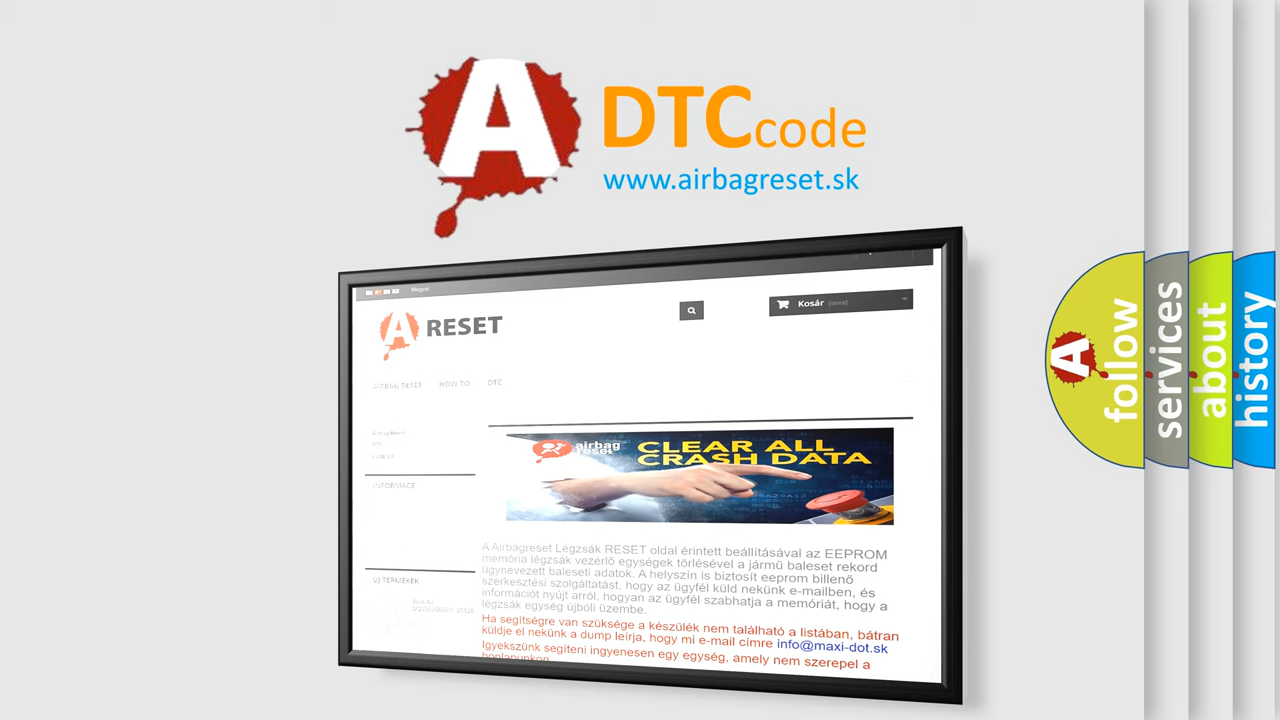 A DTCcode
www.airbagreset.sk
Magyar
A RESET
Kosár (üres)
AIRBAG RESET HOW TO DTC
Airbag Reset
INFORMACE
airbag
reset
CLEAR ALL
CRASH DATA
A Airbagreset Légzsák RESET oldal érintett beállításával az EEPROM
memória légzsák vezérlő egységek törlésével a jármű baleset rekord
úgynevezett baleseti adatok. A helyszín is biztosít eeprom billenő
szerkesztési szolgáltatást, hogy az ügyfél küld nekünk e-mailben, és
információt nyújt arról, hogyan az ügyfél szabhatja a memóriát, hogy a
légzsák egység újbóli üzembe.
Ha segítségre van szüksége a készülék nem található a listában, bátran
küldje el nekünk a dump leírja, hogy mi e-mail címre info@maxi-dot.sk
Igyekszünk segíteni ingyenesen egy egység, amely nem szerepel a
honlapunkon
ÚJ TERMÉKEK
A
follow
services
about
history